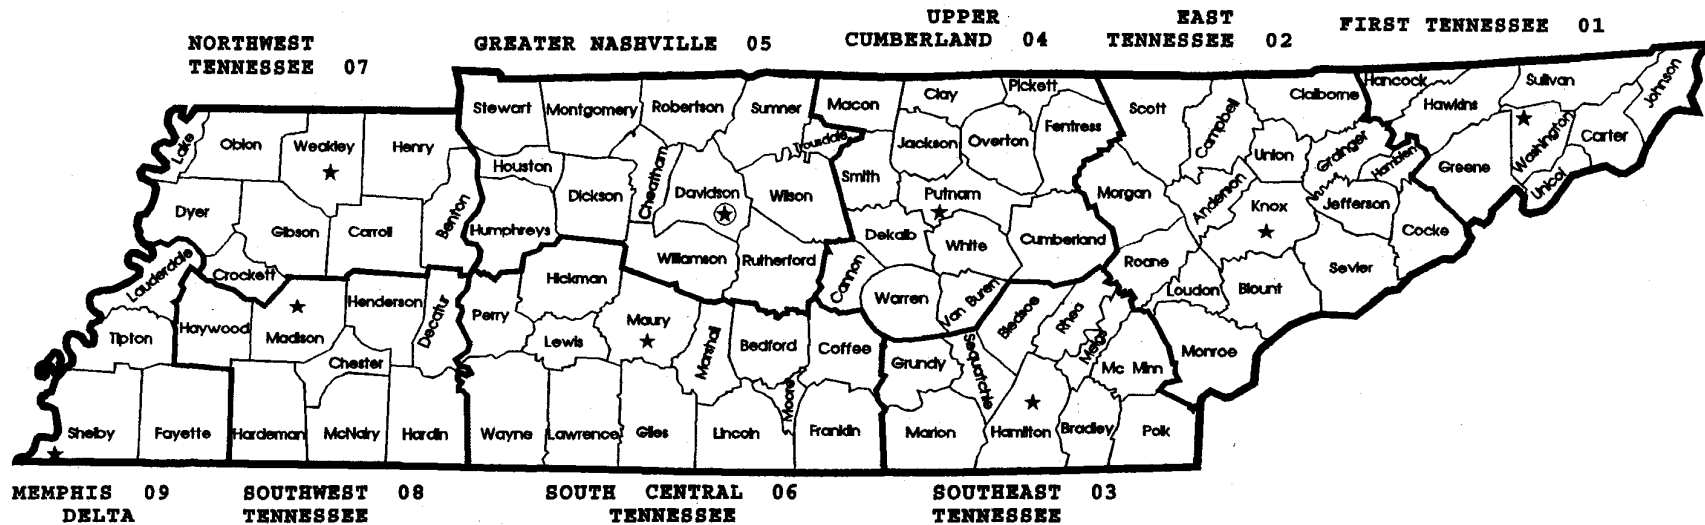 UPPER
CUMBERLAND 04
EAST
TENNESSEE 02
FIRST TENNESSEE 01
NORTHWEST
TENNESSEE 07
GREATER NASHVILLE 05
Lake
Obion
Weakley
Henry
Stewart
Montgomery
Robertson
Sumner
Macon
Clay
Pickett
Scott
Campbell
Claiborne
Hancock
Hawkins
Sullivan
Johnson
Houston
Dickson
Cheatham
Davidson
Wilson
Trousdale
Smith
Jackson
Overton
Fentress
Morgan
Anderson
Union
Grainger
Hamblen
Greene
Washington
Carter
Unicoi
Dyer
Gibson
Carroll
Benton
Humphreys
Putnam
Knox
Jefferson
Cocke
Lauderdale
Crockett
Hickman
Williamson
Rutherford
Cannon
Dekalb
White
Cumberland
Roane
Loudon
Blount
Sevier
Tipton
Haywood
Madison
Henderson
Decatur
Perry
Lewis
Maury
Marshall
Bedford
Coffee
Warren
Van Buren
Bledsoe
Rhea
Meigs
Mc Minn
Monroe
Chester
Grundy
Sequatchie
Shelby
Fayette
Hardeman
McNairy
Hardin
Wayne
Lawrence
Giles
Lincoln
Moore
Franklin
Marion
Hamilton
Bradley
Polk
MEMPHIS 09
DELTA
SOUTHWEST 08
TENNESSEE
SOUTH CENTRAL 06
TENNESSEE
SOUTHEAST 03
TENNESSEE